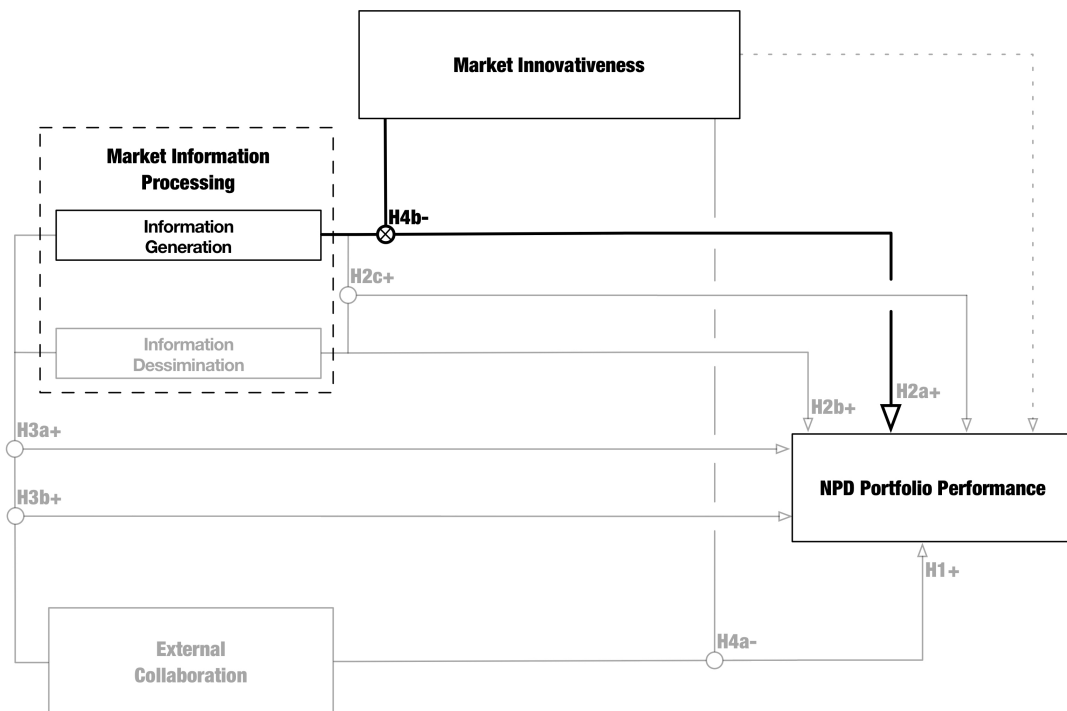 Market Innovativeness
Market Information
Processing
Information
Generation
H4b-
H2c+
Information
Dessimination
H2b+
H2a+
H3a+
H3b+
NPD Portfolio Performance
H1+
H4a-
External
Collaboration